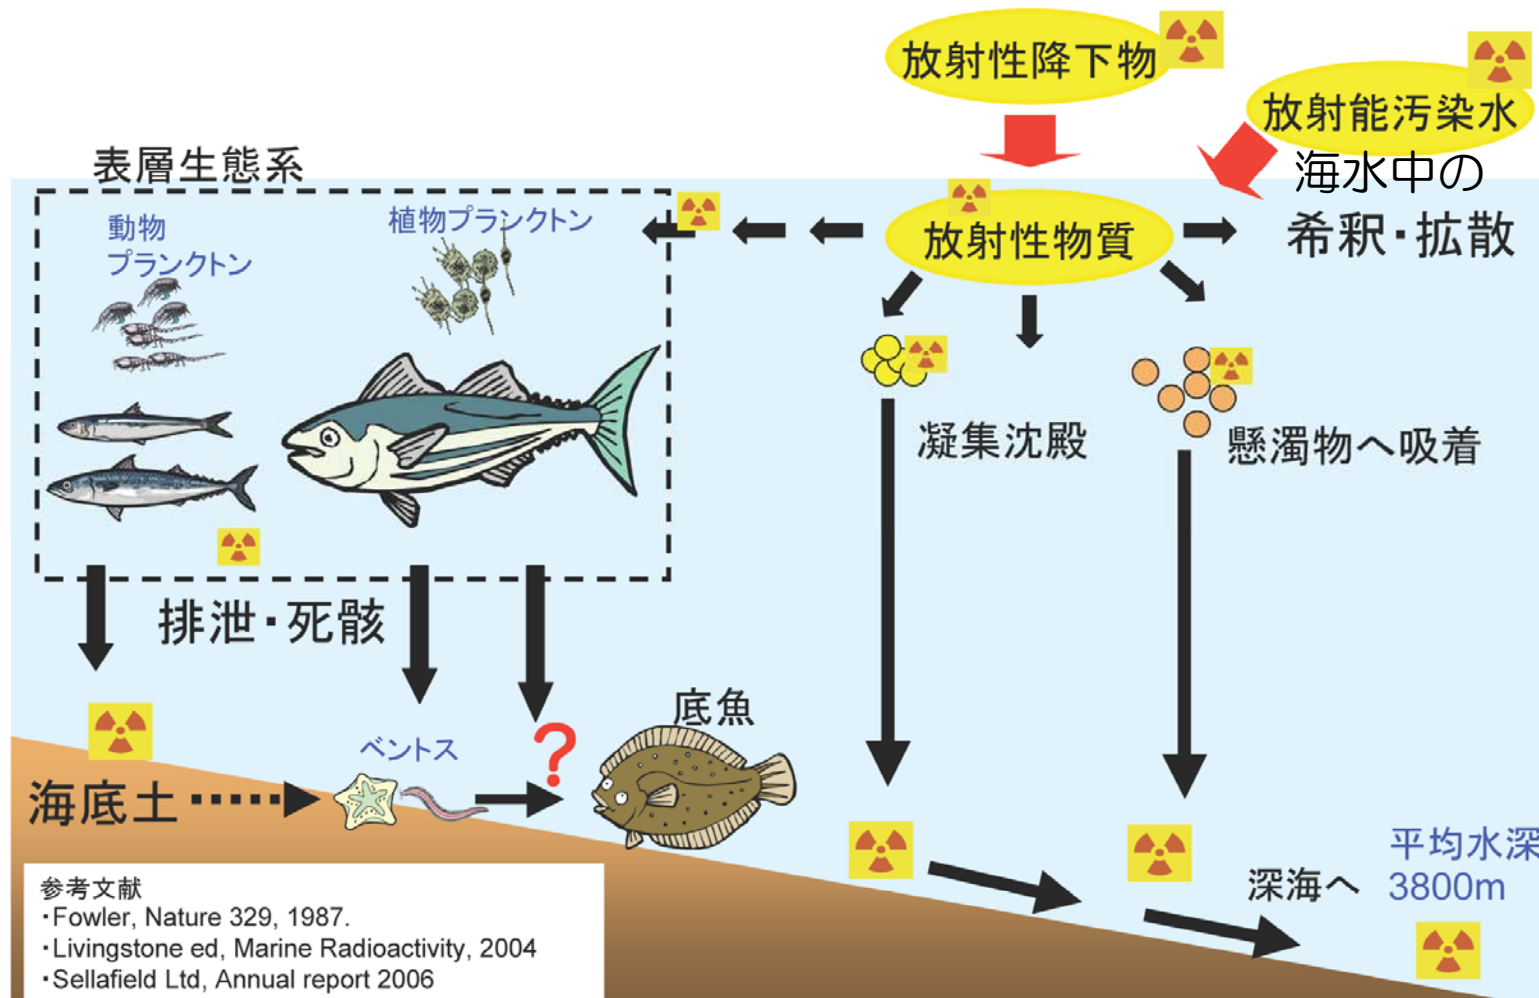 放射性降下物
放射能汚染水
表層生態系
海水中の
動物
プランクトン
植物プランクトン
放射性物質
希釈・拡散
凝集沈殿
懸濁物へ吸着
排泄・死骸
底魚
?
ベントス
海底土
平均水深
3800m
深海へ
参考文献
・Fowler, Nature 329, 1987.
・Livingstone ed, Marine Radioactivity, 2004
・Sellafield Ltd, Annual report 2006